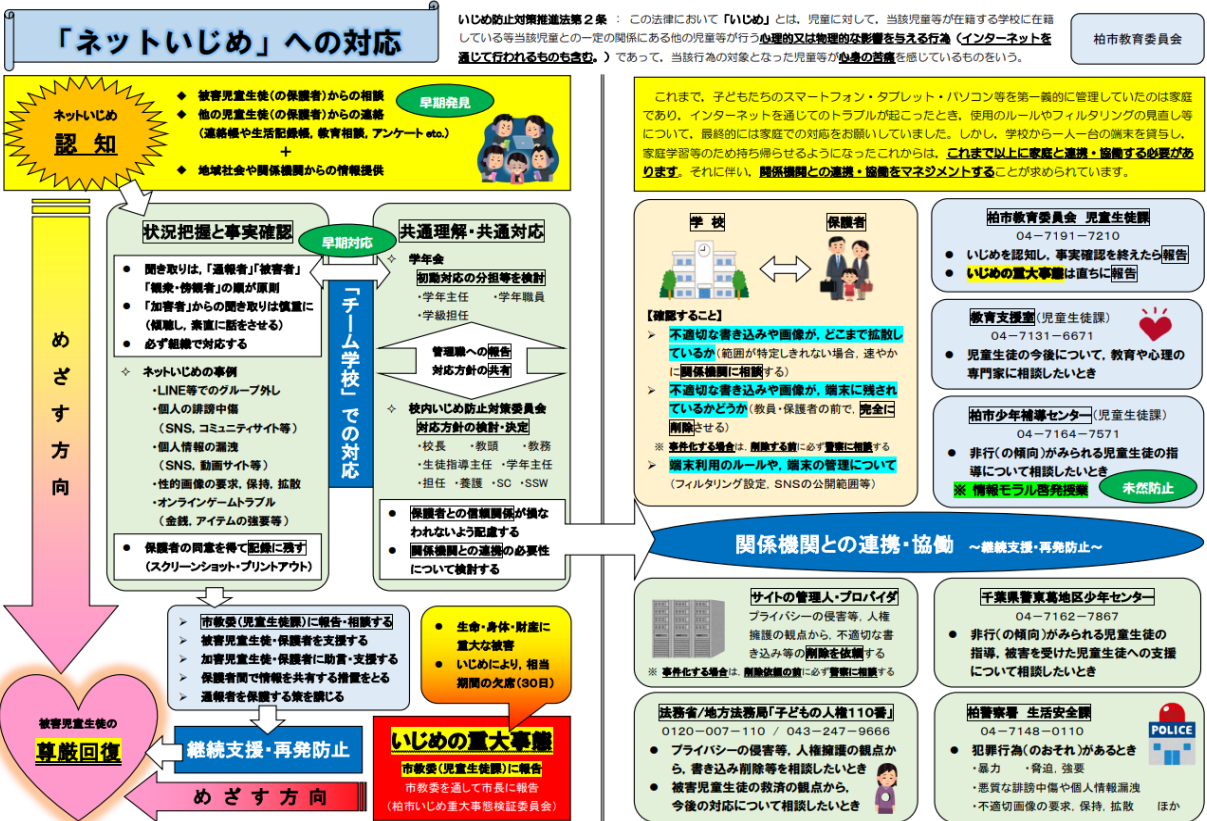 「ネットいじめ」への対応
いじめ防止対策推進法第２条 ： この法律において「いじめ」とは，児童に対して，当該児童等が在籍する学校に在籍
している等当該児童との一定の関係にある他の児童等が行う心理的又は物理的な影響を与える行為（インターネットを
通じて行われるものも含む。）であって，当該行為の対象となった児童等が心身の苦痛を感じているものをいう。
柏市教育委員会
ネットいじめ
認 知
◆ 被害児童生徒（の保護者）からの相談
◆ 他の児童生徒（の保護者）からの連絡
（連絡帳や生活記録帳，教育相談，アンケート etc.）
＋
◆ 地域社会や関係機関からの情報提供
早期発見
めざす方向
状況把握と事実確認
● 聞き取りは，「通報者」「被害者」
「観衆・傍観者」の順が原則
● 「加害者」からの聞き取りは慎重に
（傾聴し，素直に話をさせる）
● 必ず組織で対応する
✧ ネットいじめの事例
・LINE等でのグループ外し
・個人の誹謗中傷
（SNS，コミュニティサイト等）
・個人情報の漏洩
（SNS，動画サイト等）
・性的画像の要求，保持，拡散
・オンラインゲームトラブル
（金銭，アイテムの強要等）
● 保護者の同意を得て記録に残す
（スクリーンショット・プリントアウト）
早期対応
「チーム学校」での対応
共通理解・共通対応
✧ 学年会
初動対応の分担等を検討
・学年主任 ・学年職員
・学級担任
管理職への報告
対応方針の共有
✧ 校内いじめ防止対策委員会
対応方針の検討・決定
・校長 ・教頭 ・教務
・生徒指導主任 ・学年主任
・担任 ・養護 ・SC ・SSW
● 保護者との信頼関係が損な
われないよう配慮する
● 関係機関との連携の必要性
について検討する
➢ 市教委（児童生徒課）に報告・相談する
➢ 被害児童生徒・保護者を支援する
➢ 加害児童生徒・保護者に助言・支援する
➢ 保護者間で情報を共有する措置をとる
➢ 通報者を保護する策を講じる
● 生命・身体・財産に
重大な被害
● いじめにより，相当
期間の欠席（30日）
被害児童生徒の
尊厳回復
継続支援・再発防止
めざす方向
いじめの重大事態
市教委（児童生徒課）に報告
市教委を通して市長に報告
（柏市いじめ重大事態検証委員会）
これまで，子どもたちのスマートフォン・タブレット・パソコン等を第一義的に管理していたのは家庭
であり，インターネットを通じてのトラブルが起こったとき，使用のルールやフィルタリングの見直し等
について，最終的には家庭での対応をお願いしていました。しかし，学校から一人一台の端末を貸与し，
家庭学習等のため持ち帰らせるようになったこれからは，これまで以上に家庭と連携・協働する必要があ
ります。それに伴い，関係機関との連携・協働をマネジメントすることが求められています。
学 校
保護者
【確認すること】
➢ 不適切な書き込みや画像が，どこまで拡散し
ているか（範囲が特定しきれない場合，速やか
に関係機関に相談する）
➢ 不適切な書き込みや画像が，端末に残され
ているかどうか（教員・保護者の前で，完全に
削除させる）
※ 事件化する場合は，削除する前に必ず警察に相談する
➢ 端末利用のルールや，端末の管理について
（フィルタリング設定，SNSの公開範囲等）
柏市教育委員会 児童生徒課
０４－７１９１－７２１０
● いじめを認知し，事実確認を終えたら報告
● いじめの重大事態は直ちに報告
教育支援室（児童生徒課）
０４－７１３１－６６７１
● 児童生徒の今後について，教育や心理の
専門家に相談したいとき
柏市少年補導センター（児童生徒課）
０４－７１６４－７５７１
● 非行（の傾向）がみられる児童生徒の指
導について相談したいとき
※ 情報モラル啓発授業
未然防止
関係機関との連携・協働 ～継続支援・再発防止～
サイトの管理人・プロバイダ
プライバシーの侵害等，人権
擁護の観点から，不適切な書
き込み等の削除を依頼する
※ 事件化する場合は，削除依頼の前に必ず警察に相談する
千葉県警東葛地区少年センター
０４－７１６２－７８６７
● 非行（の傾向）がみられる児童生徒の
指導，被害を受けた児童生徒への支援
について相談したいとき
法務省／地方法務局「子どもの人権110番」
０１２０－００７－１１０ ／ ０４３－２４７－９６６６
● プライバシーの侵害等，人権擁護の観点か
ら，書き込み削除等を相談したいとき
● 被害児童生徒の救済の観点から，
今後の対応について相談したいとき
柏警察署 生活安全課
０４－７１４８－０１１０
POLICE
● 犯罪行為（のおそれ）があるとき
・暴力 ・脅迫，強要
・悪質な誹謗中傷や個人情報漏洩
・不適切画像の要求，保持，拡散 ほか